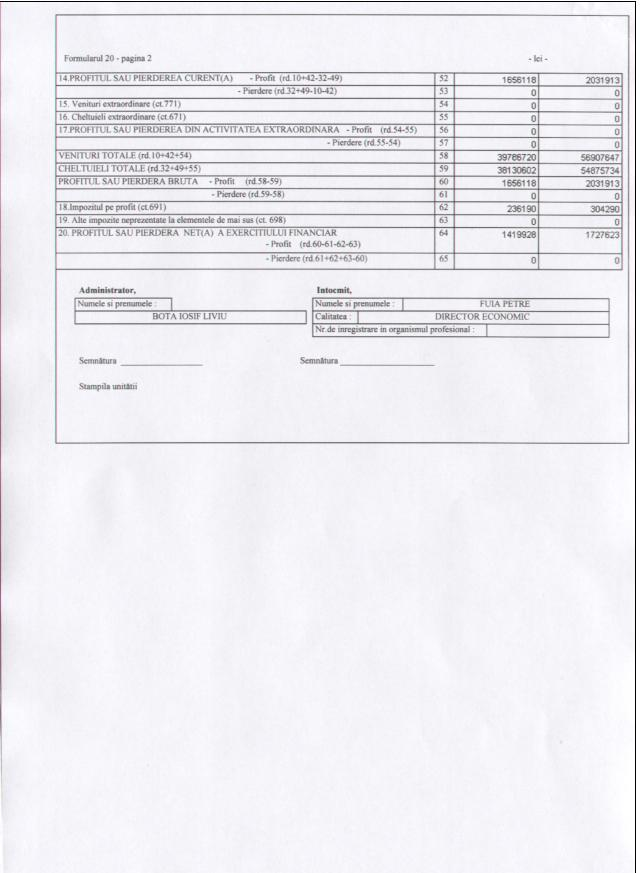 Formularul 20 - pagina 2 - lei -
14.PROFITUL SAU PIERDEREA CURENT(A) - Profit (rd.10+42-32-49) 52 1656118 2031913
- Pierdere (rd.32+49-10-42) 53 0 0
15. Venituri extraordinare (ct.771) 54 0 0
16. Cheltuieli extraordinare (ct.671) 55 0 0
17.PROFITUL SAU PIERDEREA DIN ACTIVITATEA EXTRAORDINARA - Profit (rd.54-55) 56 0 0
- Pierdere (rd.55-54) 57 0 0
VENITURI TOTALE (rd.10+42+54) 58 39786720 56907647
CHELTUIELI TOTALE (rd.32+49+55) 59 38130602 54875734
PROFITUL SAU PIERDERA BRUTA - Profit (rd.58-59) 60 1656118 2031913
- Pierdere (rd.59-58) 61 0 0
18.Impozitul pe profit (ct.691) 62 236190 304290
19. Alte impozite neprezentate la elementele de mai sus (ct. 698) 63 0 0
20. PROFITUL SAU PIERDERA NET(A) A EXERCITIULUI FINANCIAR 64 1419928 1727623
- Profit (rd.60-61-62-63)
- Pierdere (rd.61+62+63-60) 65 0 0
Administrator, Intocmit,
Numele si prenumele : Numele si prenumele : FUIA PETRE
BOTA IOSIF LIVIU Calitatea : DIRECTOR ECONOMIC
Nr.de inregistrare in organismul profesional :
Semnătura Semnătura
Stampila unitătii